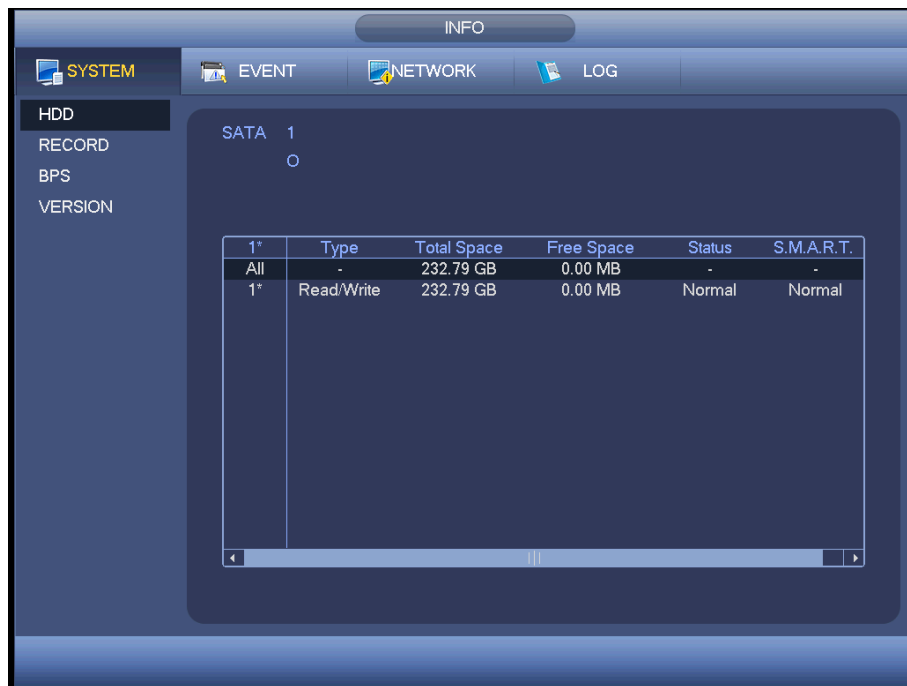 INFO
SYSTEM EVENT NETWORK LOG
HDD
RECORD
BPS
VERSION
SATA 1
O
1* Type Total Space Free Space Status S.M.A.R.T.
All - 232.79 GB 0.00 MB - -
1* Read/Write 232.79 GB 0.00 MB Normal Normal